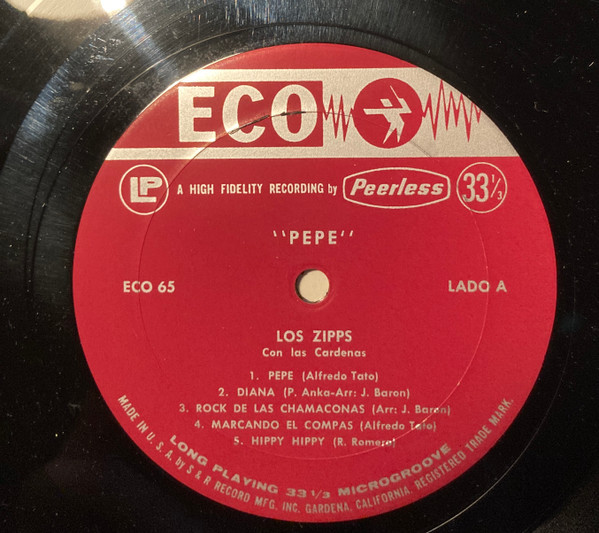 ECO
LP A HIGH FIDELITY RECORDING by Peerless 33 1/3
"PEPE"
ECO 65 LADO A
LOS ZIPPS
Con las Cardenas
1. PEPE (Alfredo Tato)
2. DIANA (P. Anka-Arr: J. Baron)
3. ROCK DE LAS CHAMACONAS (Arr: J. Baron)
4. MARCANDO EL COMPAS (Alfredo Tato)
5. HIPPY HIPPY (R. Romero)
LONG PLAYING 33 1/3 MICROGROOVE
MADE IN U. S. A. by S & R RECORD MFG. INC. GARDENA, CALIFORNIA. REGISTERED TRADE MARK.